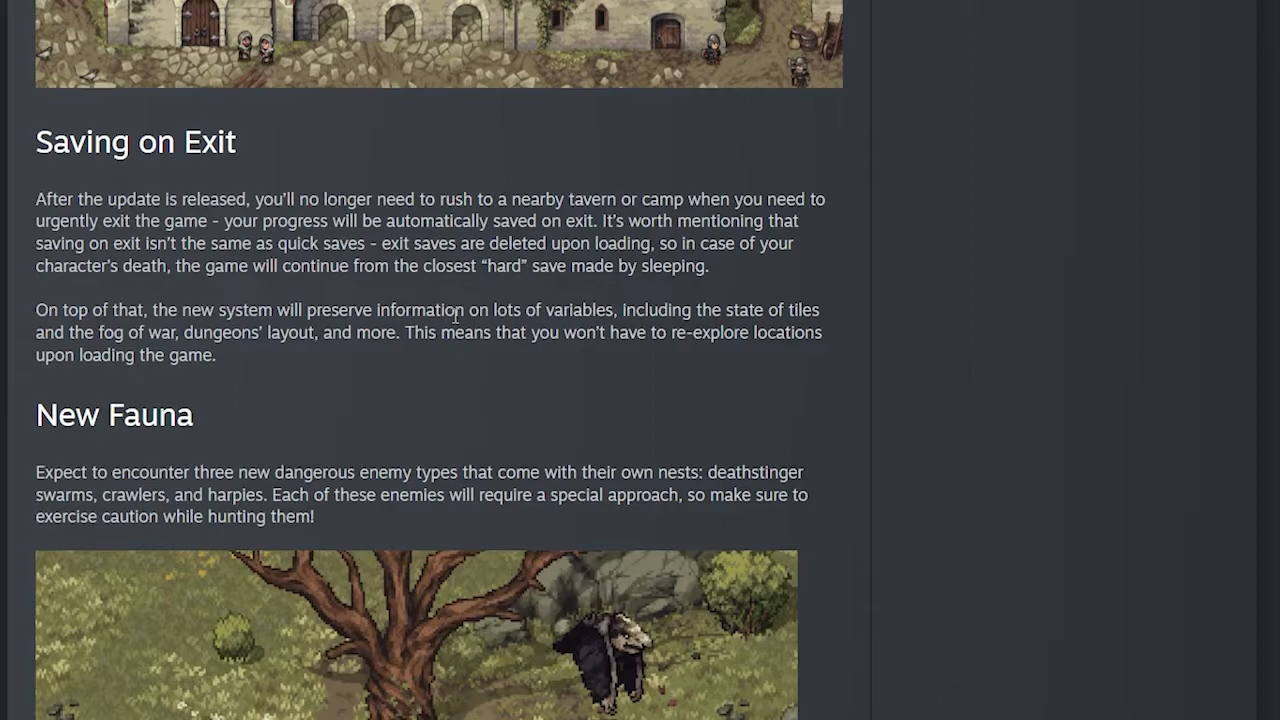 Saving on Exit
After the update is released, you'll no longer need to rush to a nearby tavern or camp when you need to
urgently exit the game - your progress will be automatically saved on exit. It's worth mentioning that
saving on exit isn't the same as quick saves - exit saves are deleted upon loading, so in case of your
character's death, the game will continue from the closest “hard” save made by sleeping.
On top of that, the new system will preserve information on lots of variables, including the state of tiles
and the fog of war, dungeons' layout, and more. This means that you won't have to re-explore locations
upon loading the game.
New Fauna
Expect to encounter three new dangerous enemy types that come with their own nests: deathstinger
swarms, crawlers, and harpies. Each of these enemies will require a special approach, so make sure to
exercise caution while hunting them!